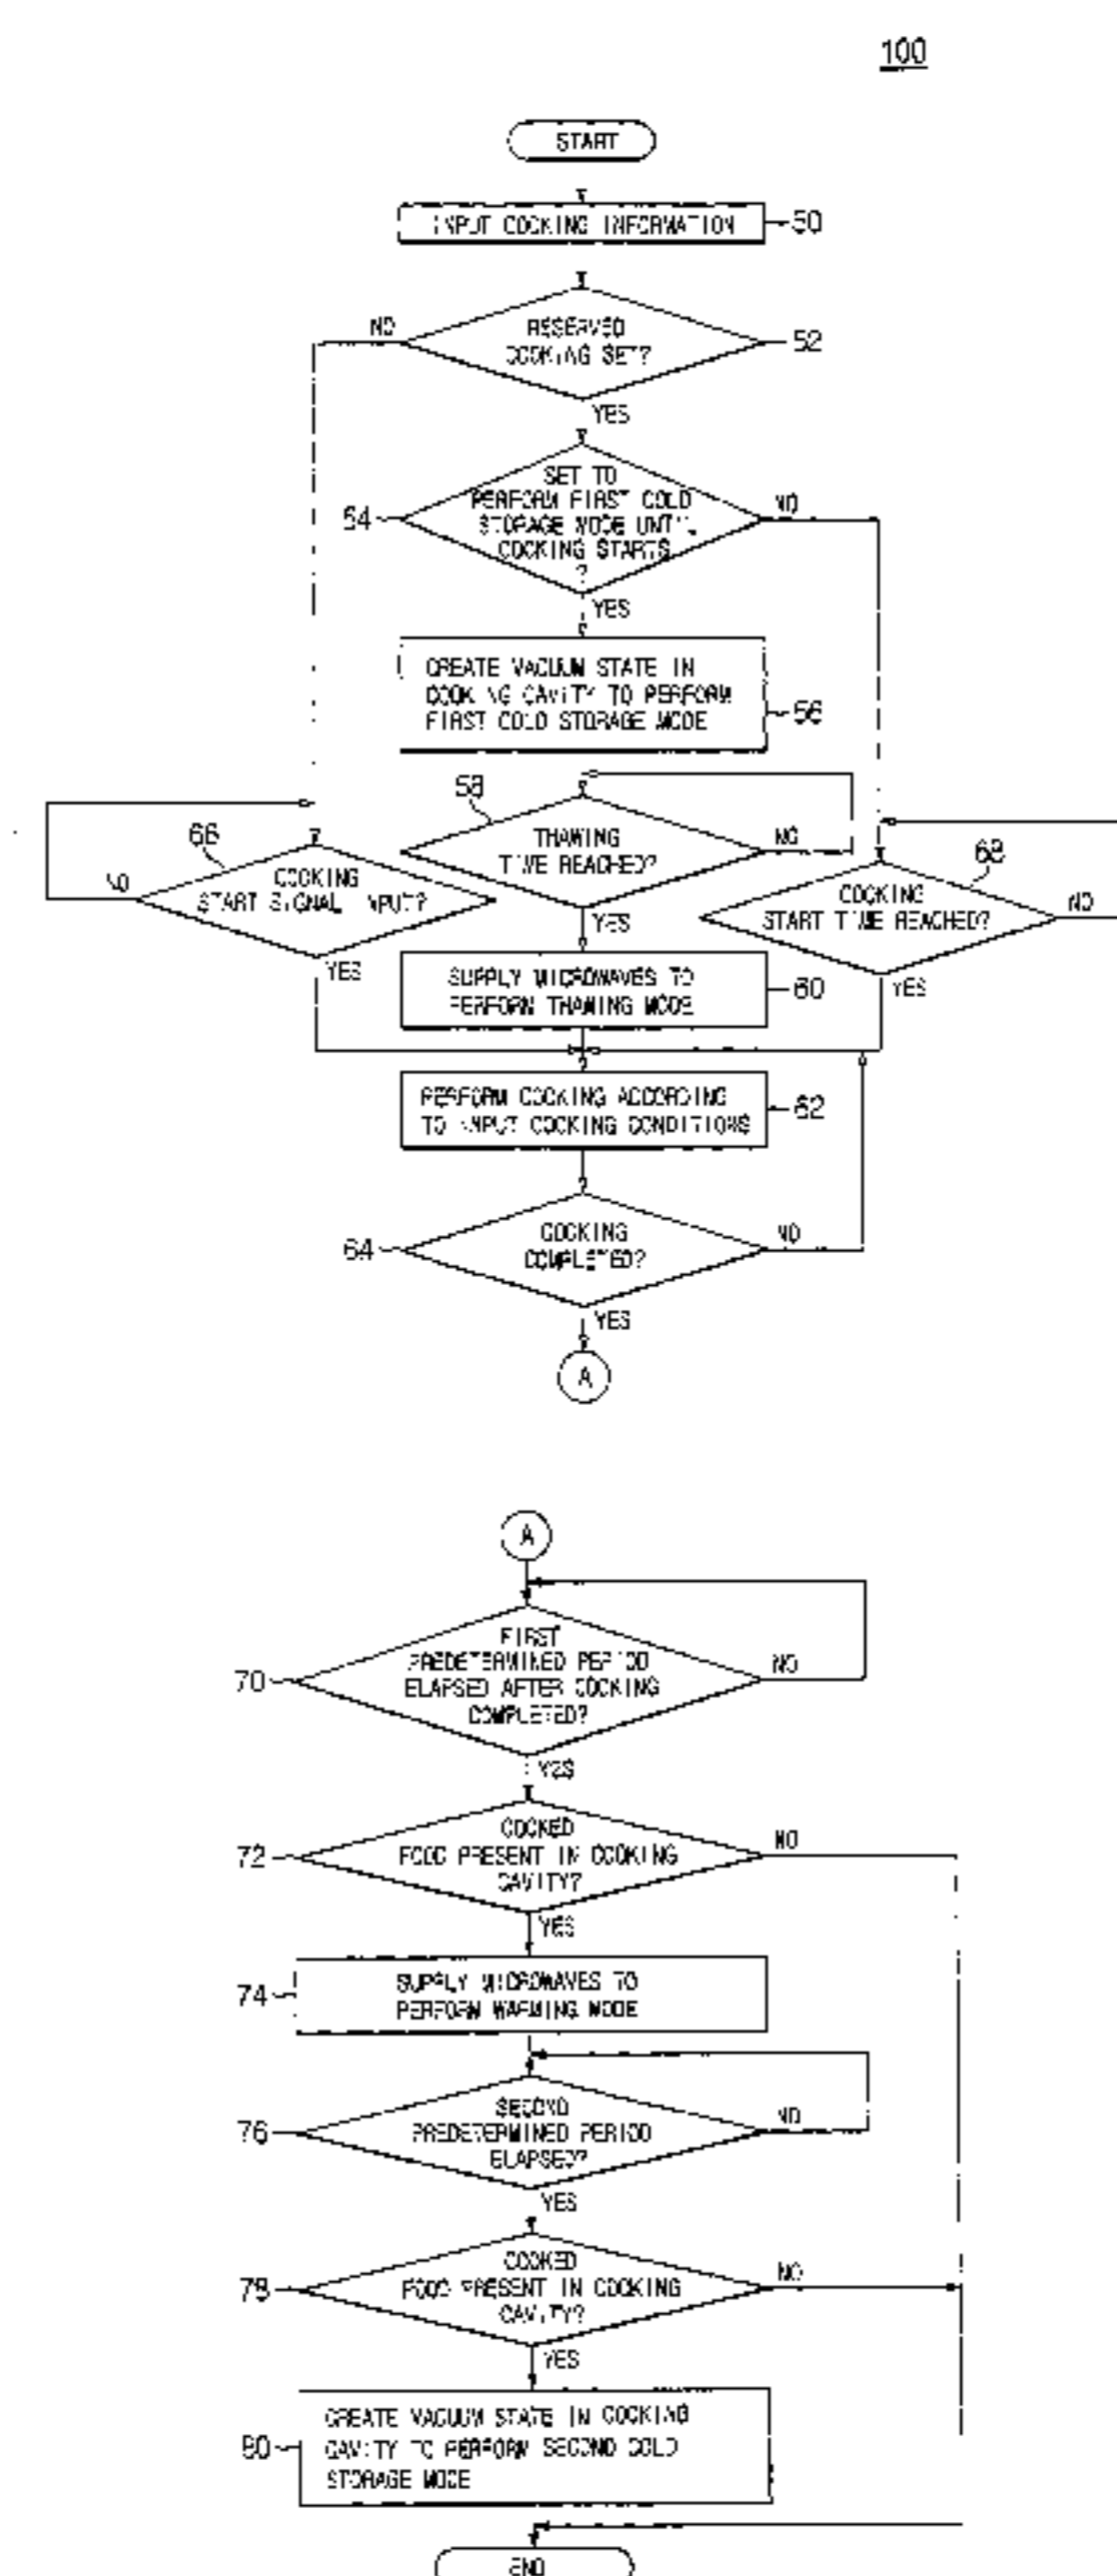 100
START
INPUT COOKING INFORMATION
50
RESERVED
COOKING SET?
52
NO
YES
SET TO
PERFORM FIRST COLD
STORAGE MODE UNTIL
COOKING STARTS
?
54
NO
YES
CREATE VACUUM STATE IN
COOKING CAVITY TO PERFORM
FIRST COLD STORAGE MODE
56
58
THAWING
TIME REACHED?
NO
YES
66
COOKING
START SIGNAL INPUT?
NO
YES
68
COOKING
START TIME REACHED?
NO
YES
SUPPLY MICROWAVES TO
PERFORM THAWING MODE
60
PERFORM COOKING ACCORDING
TO INPUT COOKING CONDITIONS
62
COOKING
COMPLETED?
64
NO
YES
A
A
FIRST
PREDETERMINED PERIOD
ELAPSED AFTER COOKING
COMPLETED?
70
NO
YES
COOKED
FOOD PRESENT IN COOKING
CAVITY?
72
NO
YES
SUPPLY MICROWAVES TO
PERFORM WARMING MODE
74
SECOND
PREDETERMINED PERIOD
ELAPSED?
76
NO
YES
COOKED
FOOD PRESENT IN COOKING
CAVITY?
78
NO
YES
CREATE VACUUM STATE IN COOKING
CAVITY TO PERFORM SECOND COLD
STORAGE MODE
80
END